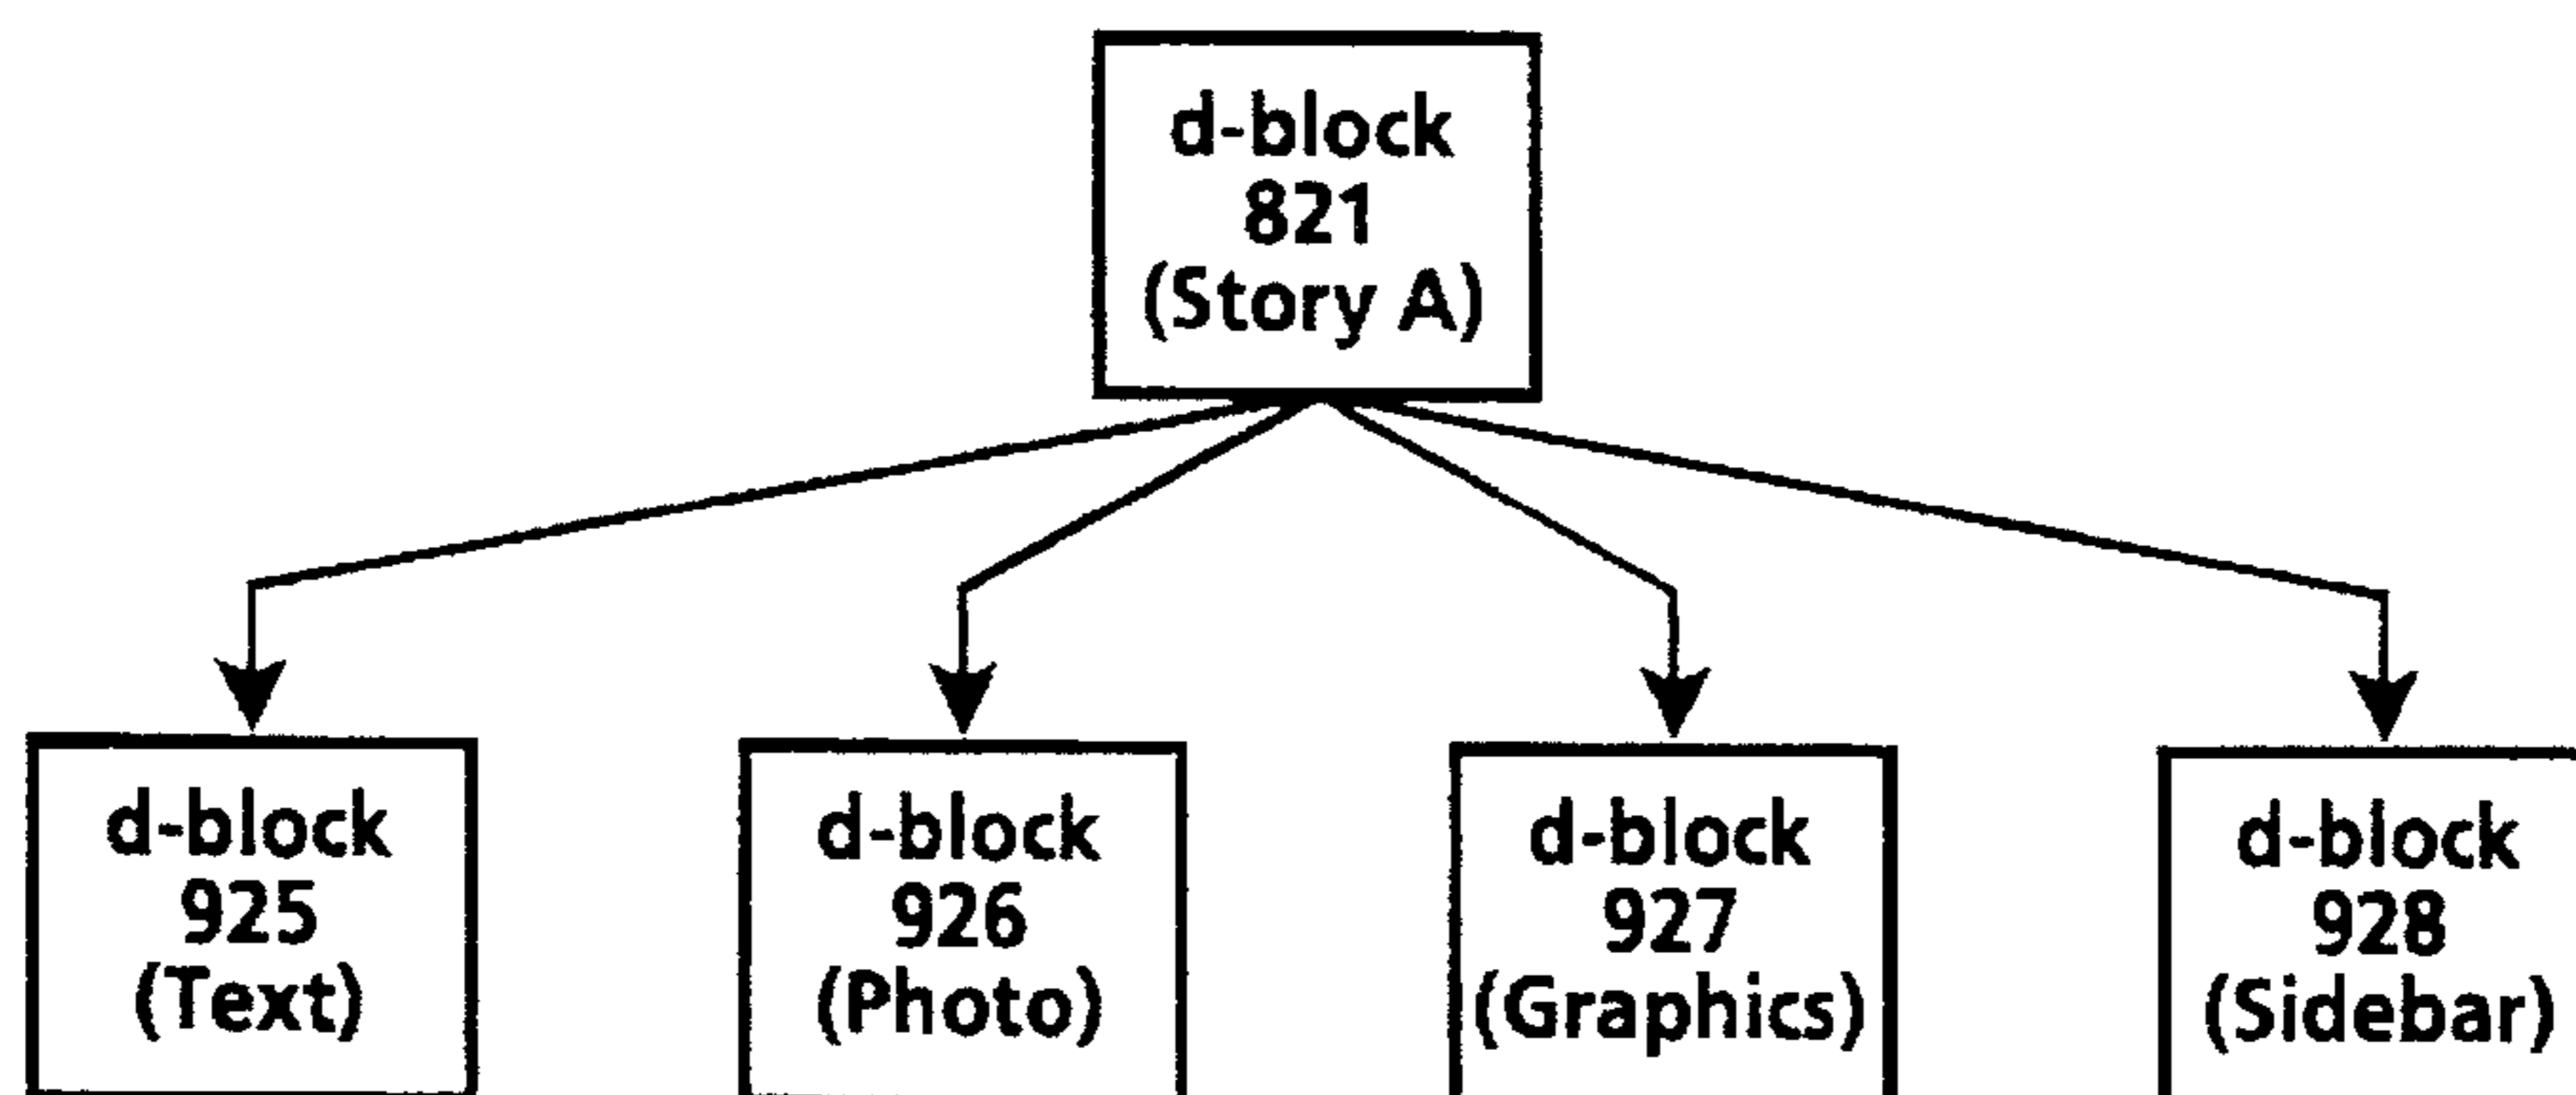 d-block
821
(Story A)
d-block
925
(Text)
d-block
926
(Photo)
d-block
927
(Graphics)
d-block
928
(Sidebar)